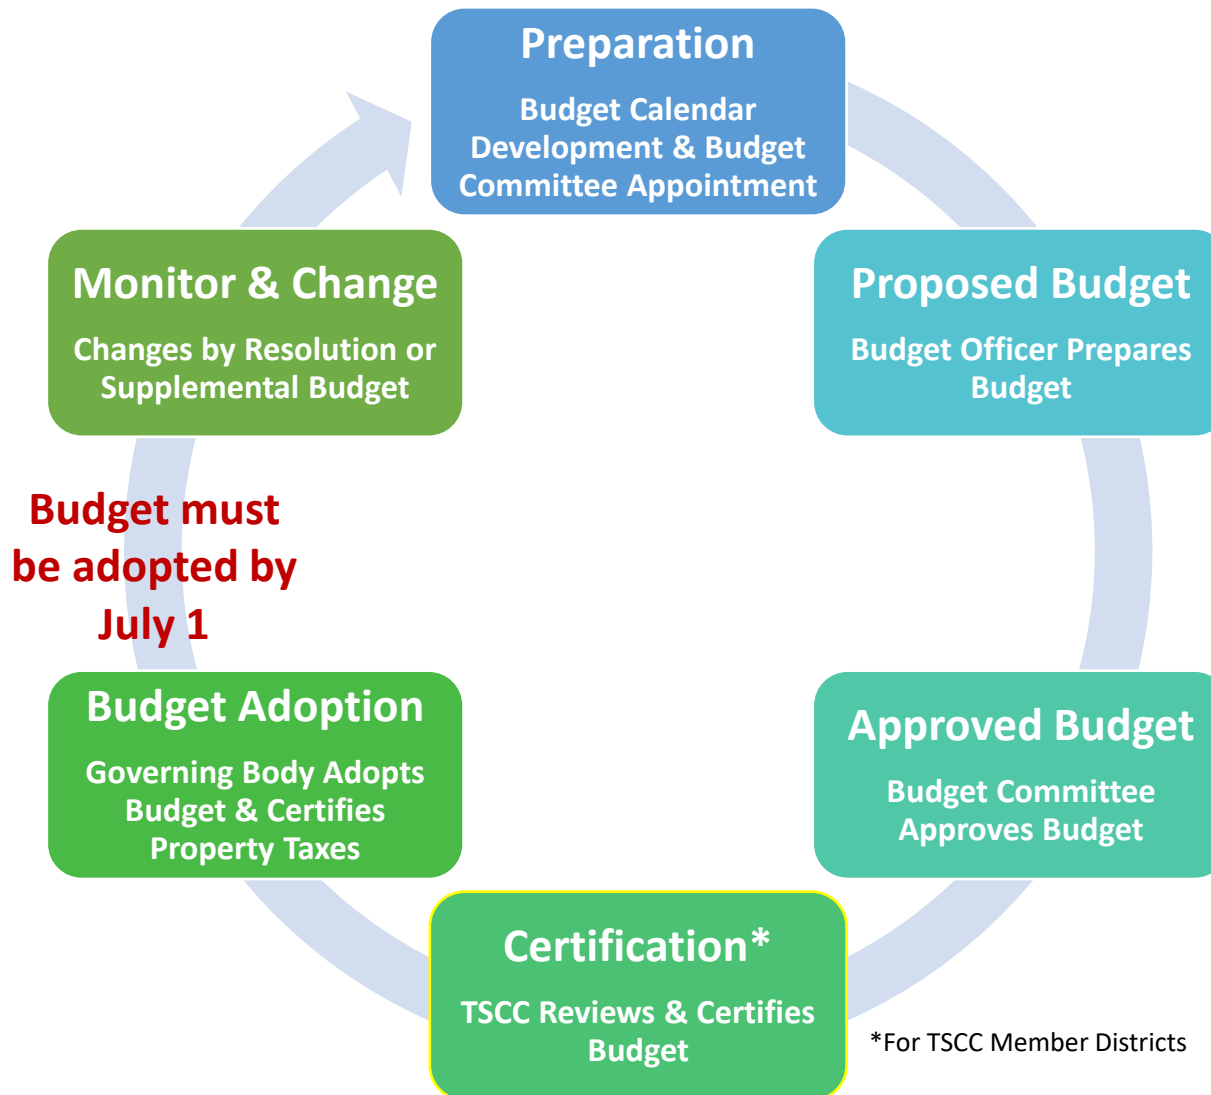 Preparation
Budget Calendar
Development & Budget
Committee Appointment
Proposed Budget
Budget Officer Prepares
Budget
Approved Budget
Budget Committee
Approves Budget
Certification*
TSCC Reviews & Certifies
Budget
*For TSCC Member Districts
Budget Adoption
Governing Body Adopts
Budget & Certifies
Property Taxes
Budget must
be adopted by
July 1
Monitor & Change
Changes by Resolution or
Supplemental Budget